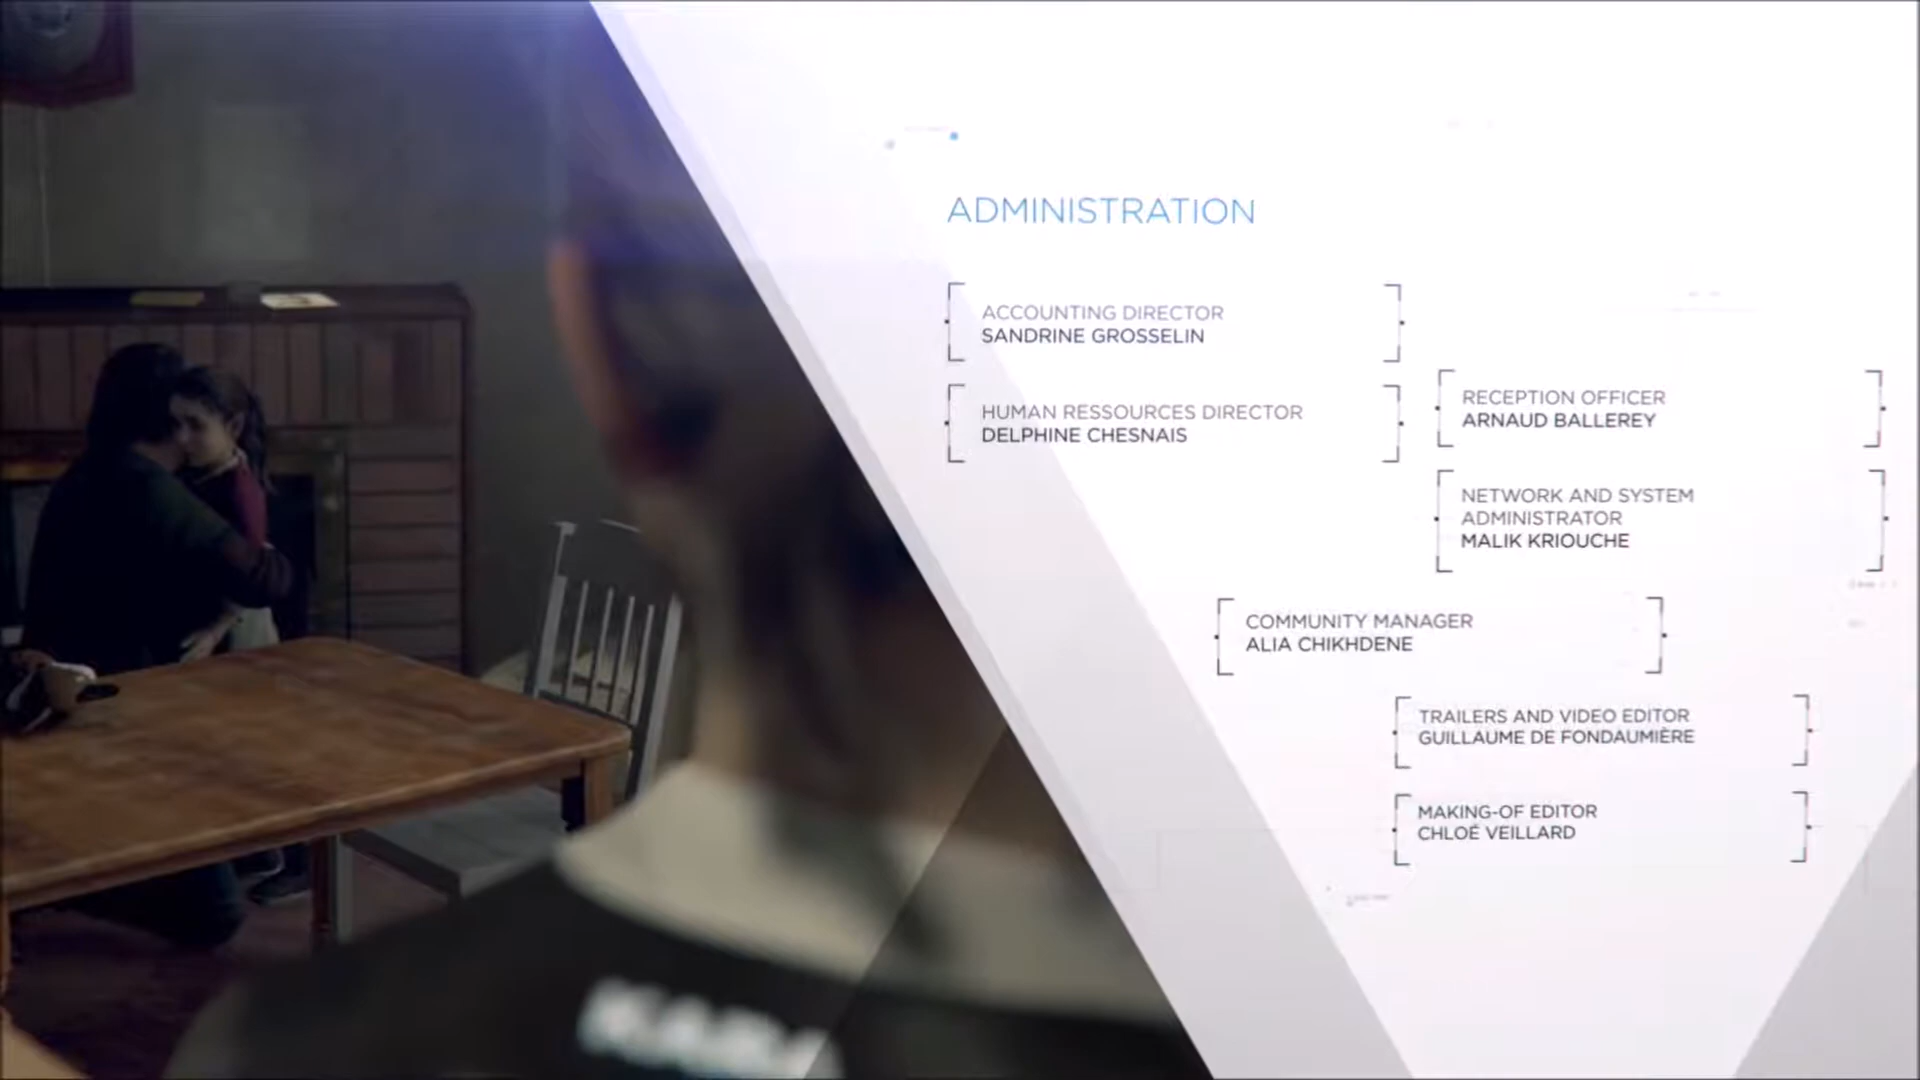 ADMINISTRATION
ACCOUNTING DIRECTOR
SANDRINE GROSSELIN
HUMAN RESSOURCES DIRECTOR
DELPHINE CHESNAIS
RECEPTION OFFICER
ARNAUD BALLEREY
NETWORK AND SYSTEM
ADMINISTRATOR
MALIK KRIOUCHE
COMMUNITY MANAGER
ALIA CHIKHDENE
TRAILERS AND VIDEO EDITOR
GUILLAUME DE FONDAUMIÈRE
MAKING-OF EDITOR
CHLOÉ VEILLARD